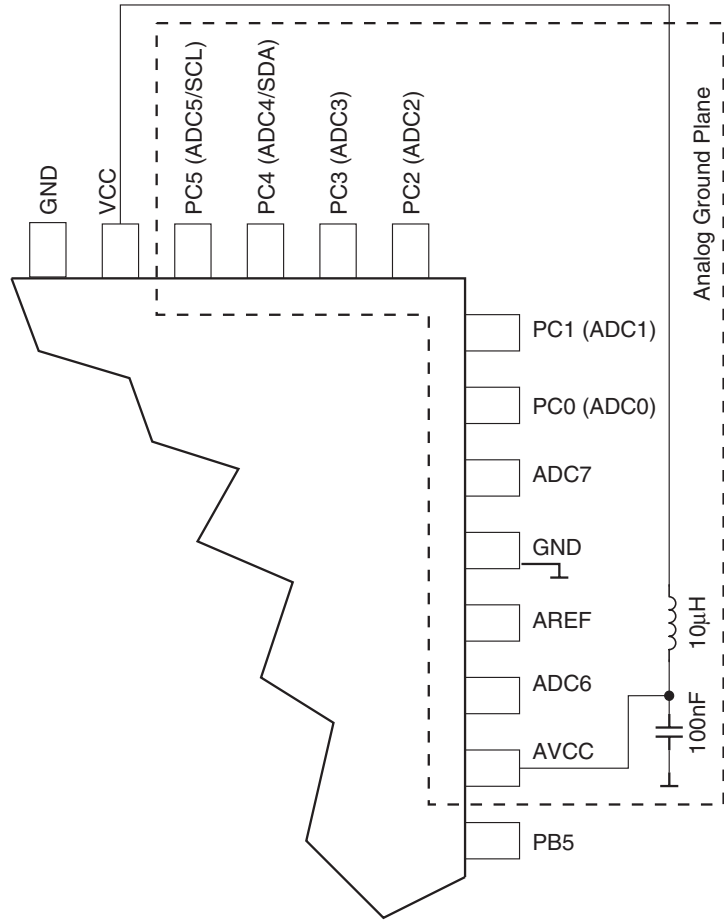 GND
VCC
PC5 (ADC5/SCL)
PC4 (ADC4/SDA)
PC3 (ADC3)
PC2 (ADC2)
Analog Ground Plane
PC1 (ADC1)
PC0 (ADC0)
ADC7
GND
AREF
ADC6
AVCC
PB5
10µH
100nF